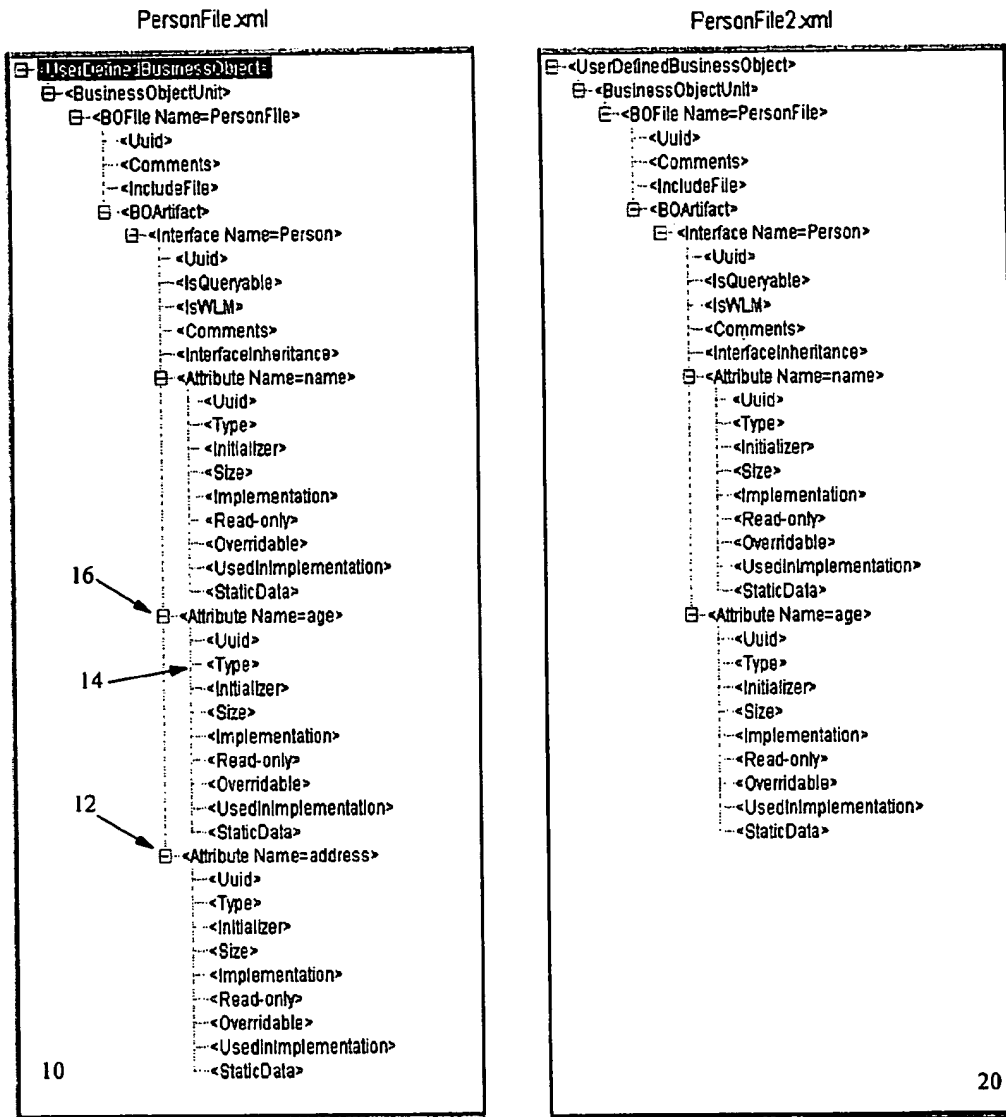 PersonFile.xml
<UserDefinedBusinessObject>
<BusinessObjectUnit>
<BOFile Name=PersonFile>
<Uuid>
<Comments>
<IncludeFile>
<BOArtifact>
<Interface Name=Person>
<Uuid>
<IsQueryable>
<IsWLM>
<Comments>
<InterfaceInheritance>
<Attribute Name=name>
<Uuid>
<Type>
<Initializer>
<Size>
<Implementation>
<Read-only>
<Overridable>
<UsedInImplementation>
<StaticData>
16
<Attribute Name=age>
<Uuid>
14
<Type>
<Initializer>
<Size>
<Implementation>
<Read-only>
<Overridable>
<UsedInImplementation>
<StaticData>
12
<Attribute Name=address>
<Uuid>
<Type>
<Initializer>
<Size>
<Implementation>
<Read-only>
<Overridable>
<UsedInImplementation>
<StaticData>
10
PersonFile2.xml
<UserDefinedBusinessObject>
<BusinessObjectUnit>
<BOFile Name=PersonFile>
<Uuid>
<Comments>
<IncludeFile>
<BOArtifact>
<Interface Name=Person>
<Uuid>
<IsQueryable>
<IsWLM>
<Comments>
<InterfaceInheritance>
<Attribute Name=name>
<Uuid>
<Type>
<Initializer>
<Size>
<Implementation>
<Read-only>
<Overridable>
<UsedInImplementation>
<StaticData>
<Attribute Name=age>
<Uuid>
<Type>
<Initializer>
<Size>
<Implementation>
<Read-only>
<Overridable>
<UsedInImplementation>
<StaticData>
20